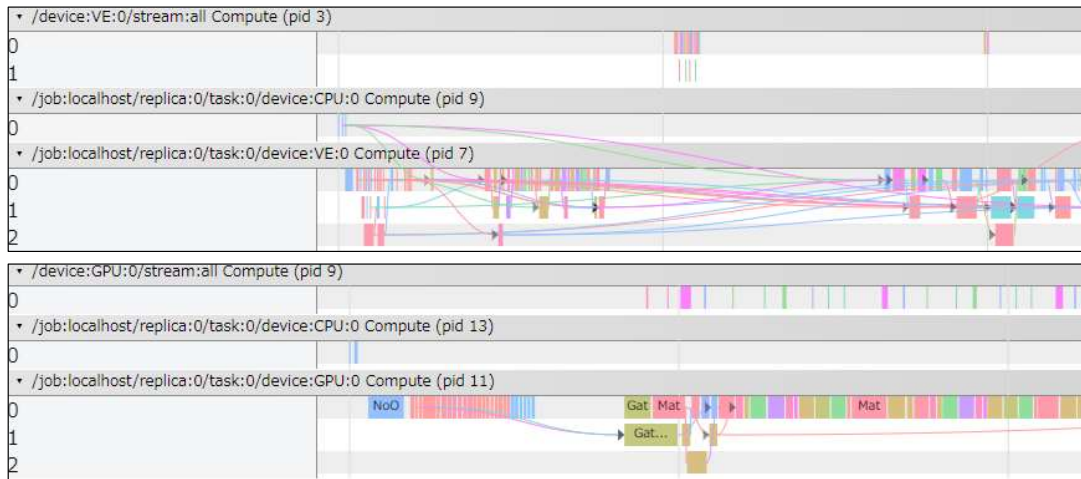 ▾ /device:VE:0/stream:all Compute (pid 3)
0
1
▾ /job:localhost/replica:0/task:0/device:CPU:0 Compute (pid 9)
0
▾ /job:localhost/replica:0/task:0/device:VE:0 Compute (pid 7)
0
1
2
▾ /device:GPU:0/stream:all Compute (pid 9)
0
▾ /job:localhost/replica:0/task:0/device:CPU:0 Compute (pid 13)
0
▾ /job:localhost/replica:0/task:0/device:GPU:0 Compute (pid 11)
0 NoO Gat Mat Mat
1 Gat...
2